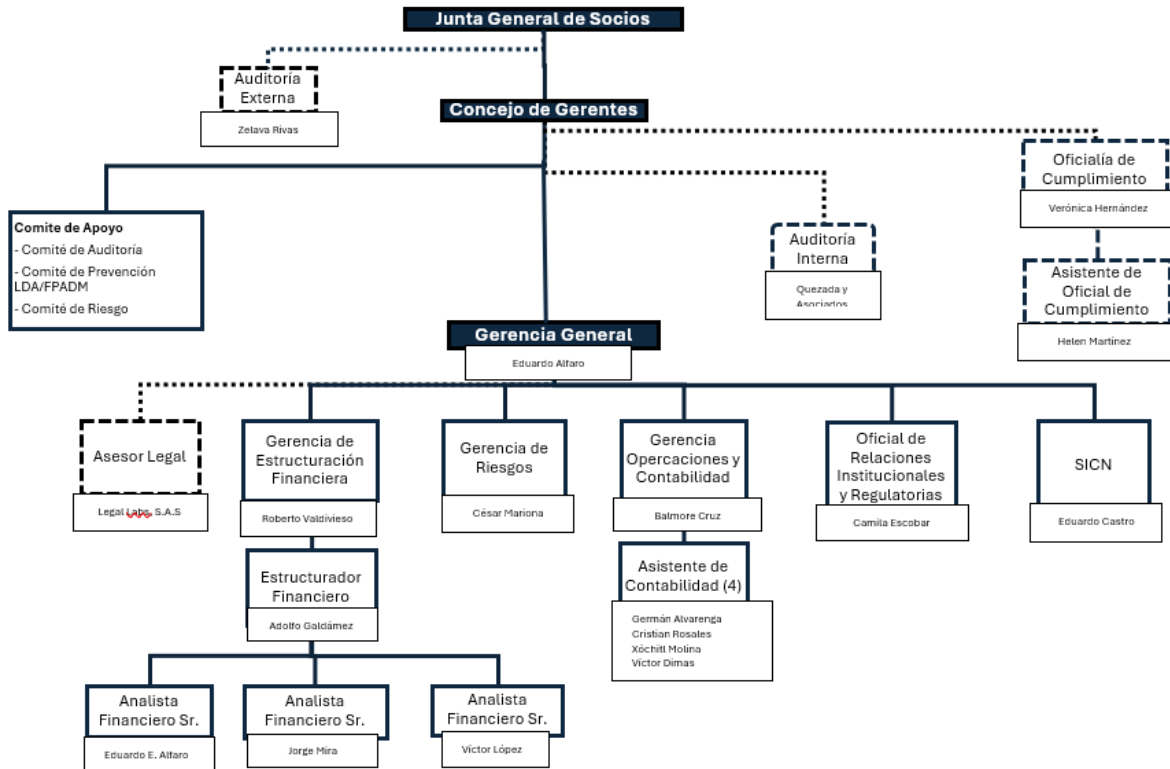 Junta General de Socios
Auditoría
Externa
Zelava Rivas
Concejo de Gerentes
Oficialía de
Cumplimiento
Verónica Hernández
Comite de Apoyo
- Comité de Auditoría
- Comité de Prevención
LDA/FPADM
- Comité de Riesgo
Auditoría
Interna
Quezada y
Asociados
Asistente de
Oficial de
Cumplimiento
Helen Martínez
Gerencia General
Eduardo Alfaro
Asesor Legal
Legal Labs, S.A.S
Gerencia de
Estructuración
Financiera
Roberto Valdivieso
Gerencia de
Riesgos
César Mariona
Gerencia
Opercaciones y
Contabilidad
Balmore Cruz
Oficial de
Relaciones
Institucionales
y Regulatorias
Camila Escobar
SICN
Eduardo Castro
Estructurador
Financiero
Adolfo Galdámez
Asistente de
Contabilidad (4)
Germán Alvarenga
Cristian Rosales
Xóchitl Molina
Víctor Dimas
Analista
Financiero Sr.
Eduardo E. Alfaro
Analista
Financiero Sr.
Jorge Mira
Analista
Financiero Sr.
Víctor López